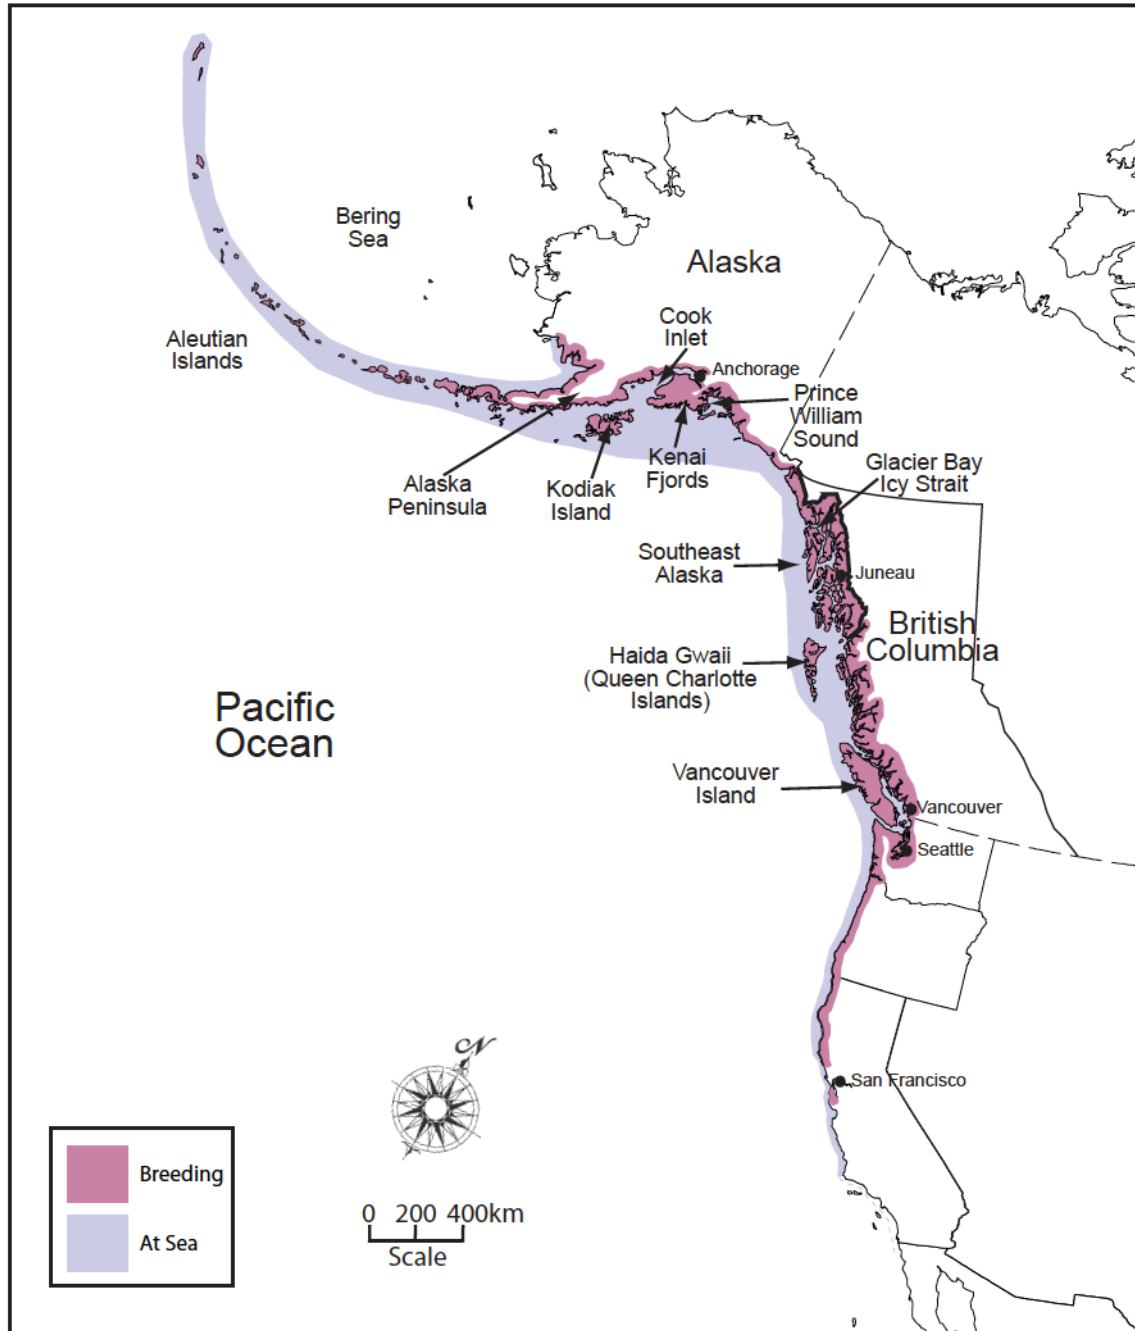 Bering
Sea
Alaska
Aleutian
Islands
Cook
Inlet
Anchorage
Prince
William
Sound
Alaska
Peninsula
Kodiak
Island
Kenai
Fjords
Glacier Bay
Icy Strait
Southeast
Alaska
Juneau
British
Columbia
Haida Gwaii
(Queen Charlotte
Islands)
Pacific
Ocean
Vancouver
Island
Vancouver
Seattle
N
San Francisco
Breeding
At Sea
0 200 400km
Scale